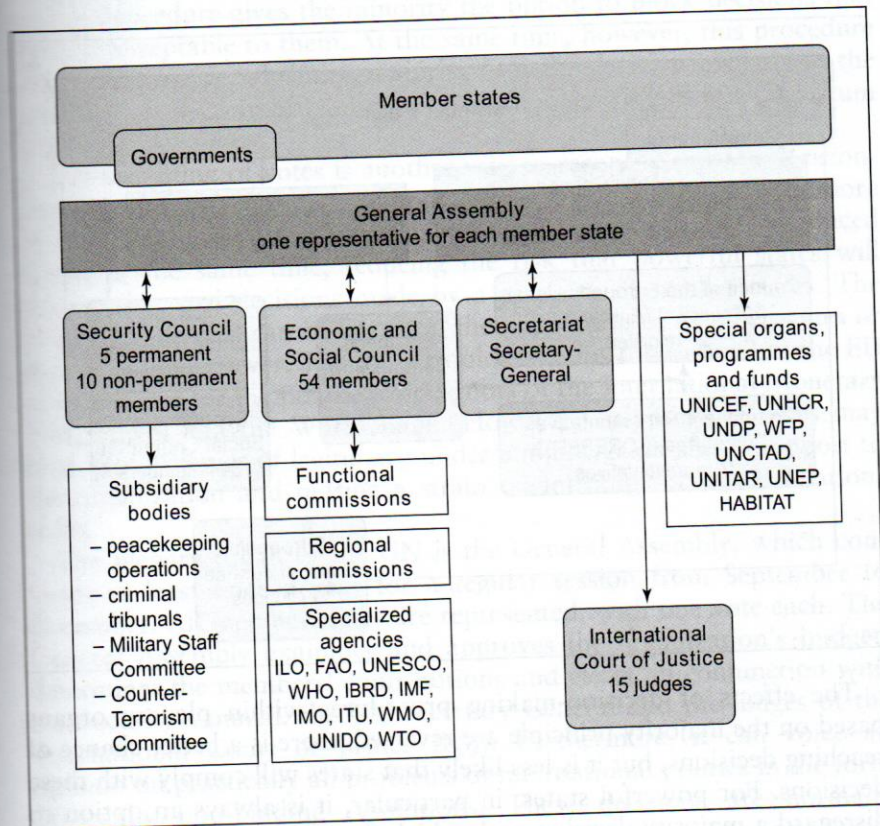 Member states
Governments
General Assembly
one representative for each member state
Security Council
5 permanent
10 non-permanent
members
Economic and
Social Council
54 members
Secretariat
Secretary-
General
Special organs,
programmes
and funds
UNICEF, UNHCR,
UNDP, WFP,
UNCTAD,
UNITAR, UNEP,
HABITAT
Subsidiary
bodies
– peacekeeping
operations
– criminal
tribunals
– Military Staff
Committee
– Counter-
Terrorism
Committee
Functional
commissions
Regional
commissions
Specialized
agencies
ILO, FAO, UNESCO,
WHO, IBRD, IMF,
IMO, ITU, WMO,
UNIDO, WTO
International
Court of Justice
15 judges